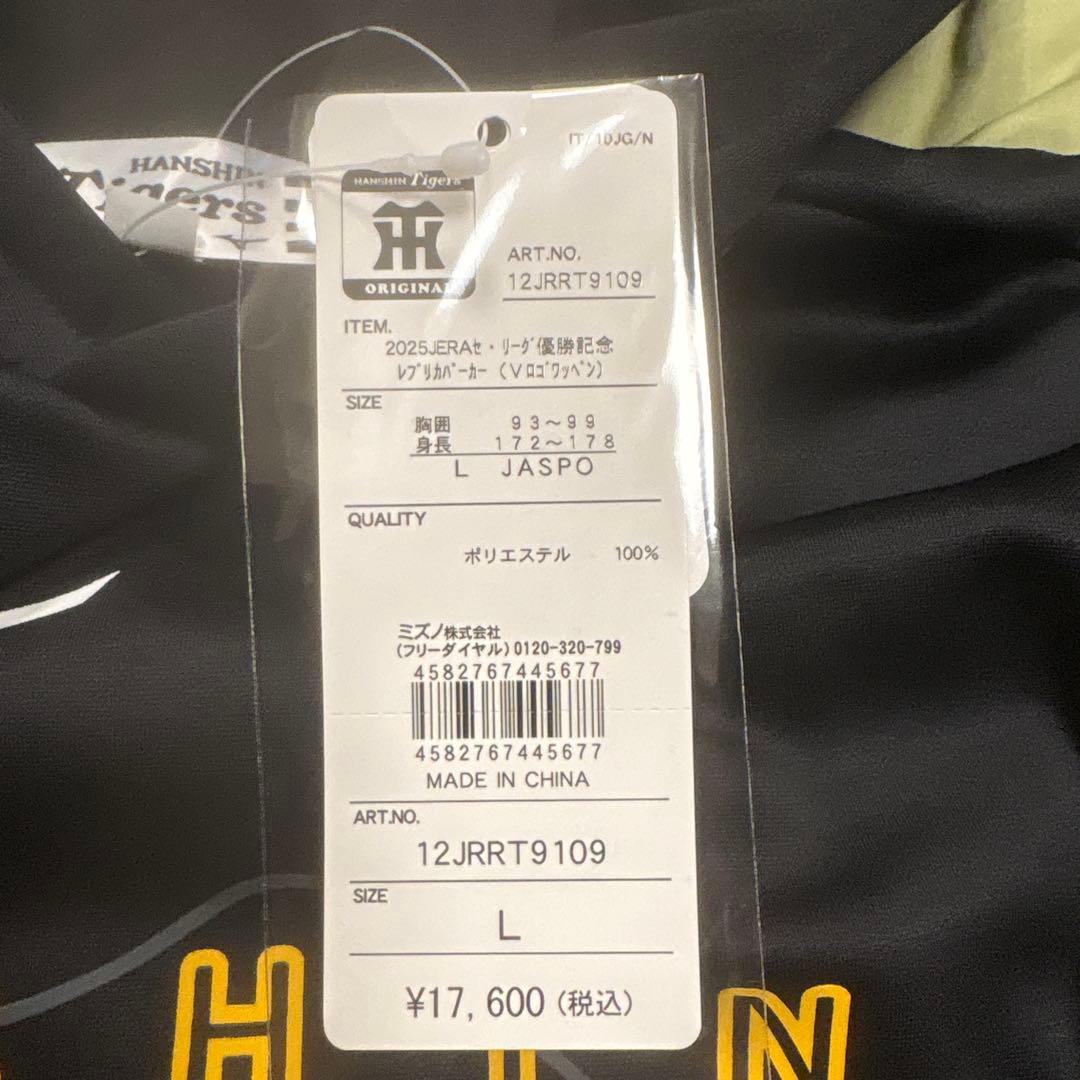 HANSHIN
Tigers
IT/1DJG/N
HANSHIN Tigers
TH
ORIGINAL
ART.NO.
12JRRT9109
ITEM.
2025JERAｾ・ﾘｰｸﾞ優勝記念
ﾚﾌﾟﾘｶﾊﾟｰｶｰ（Vﾛｺﾞﾜｯﾍﾟﾝ）
SIZE
胸囲 93～99
身長 172～178
L JASPO
QUALITY
ポリエステル 100%
ミズノ株式会社
(フリーダイヤル)0120-320-799
4582767445677
4582767445677
MADE IN CHINA
ART.NO.
12JRRT9109
SIZE
L
¥17,600(税込)
H I N